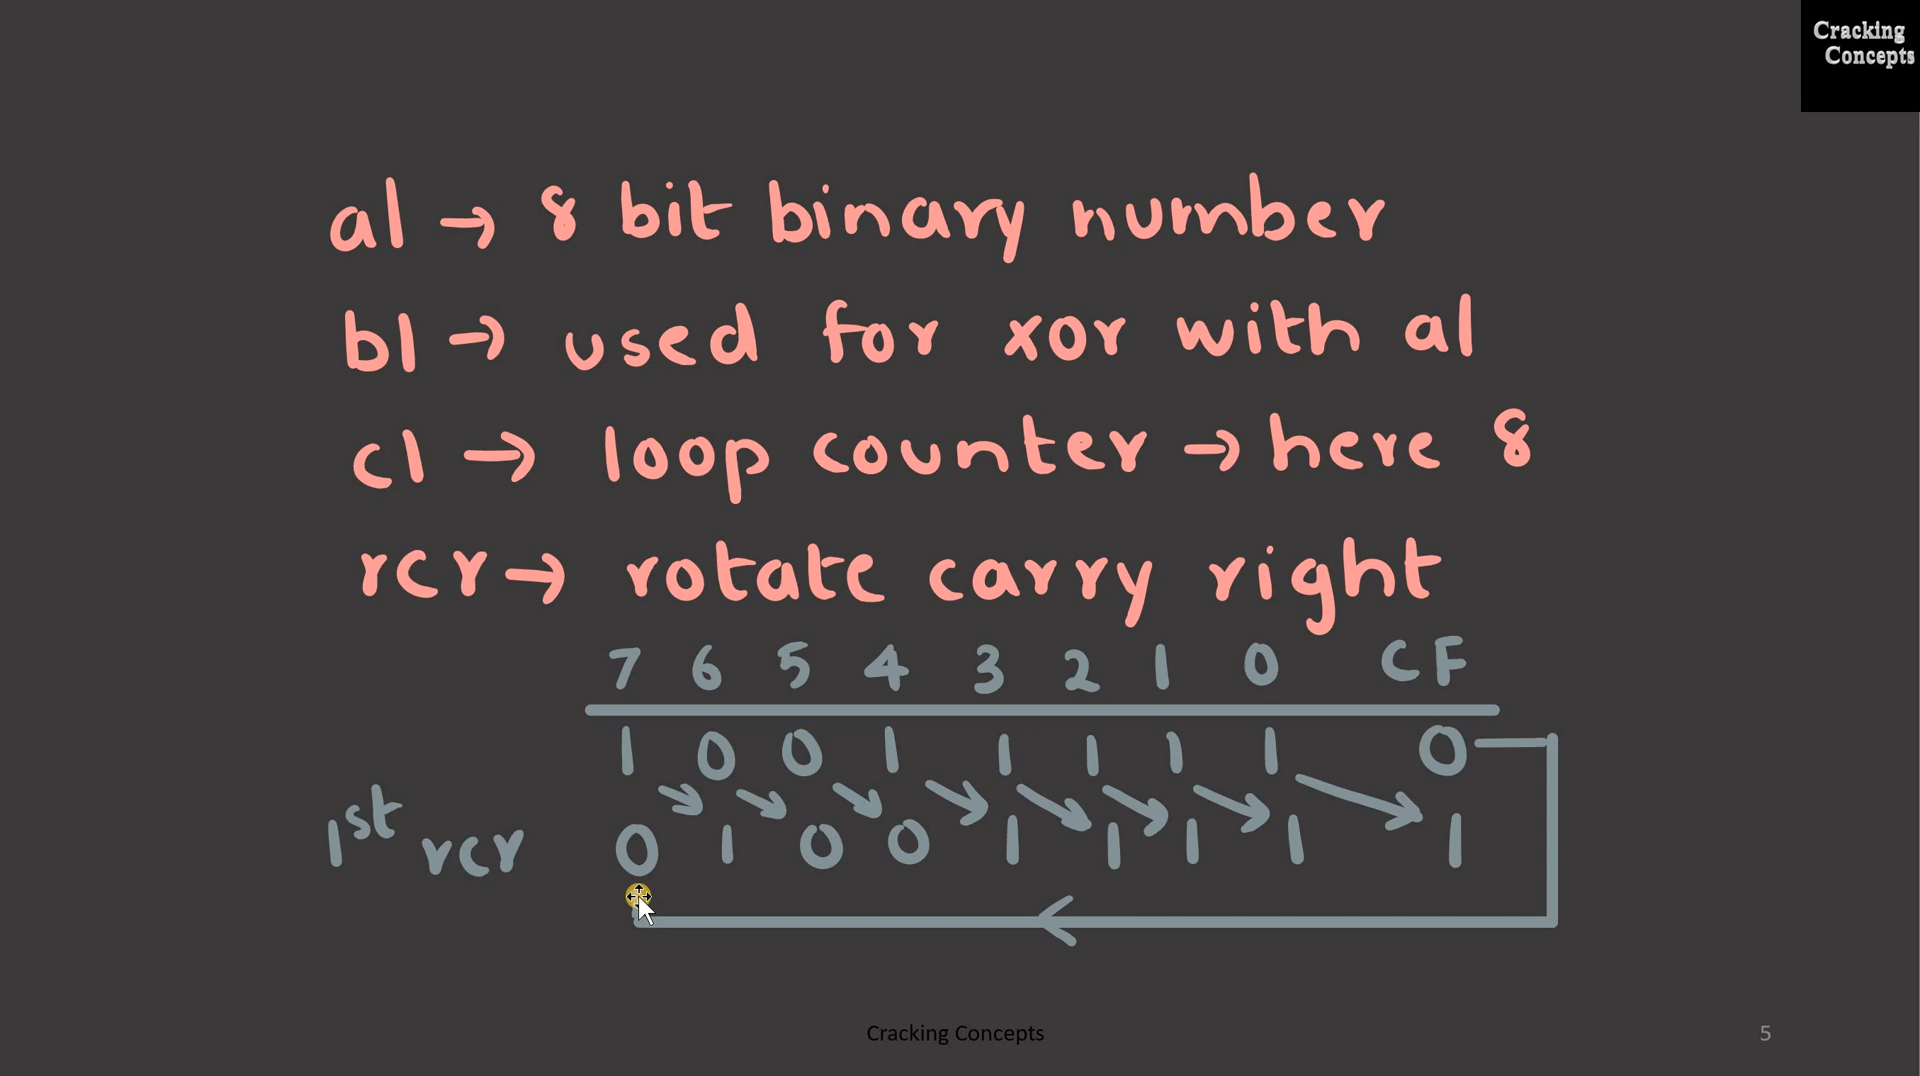 Cracking
Concepts
al → 8 bit binary number
bl → used for xor with al
cl → loop counter → here 8
rcr → rotate carry right
7 6 5 4 3 2 1 0 CF
1 0 0 1 1 1 1 1 0
1st rcr 0 1 0 0 1 1 1 1 1
Cracking Concepts 5